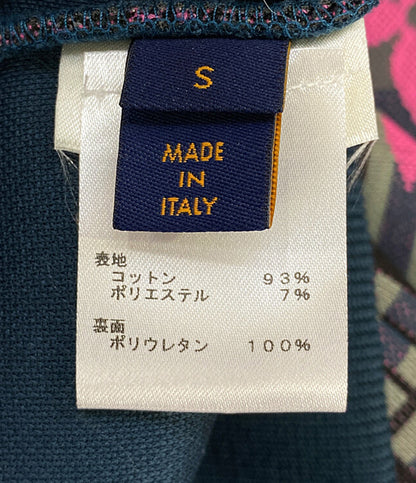 S
MADE
IN
ITALY
表地
コットン 93%
ポリエステル 7%
裏面
ポリウレタン 100%